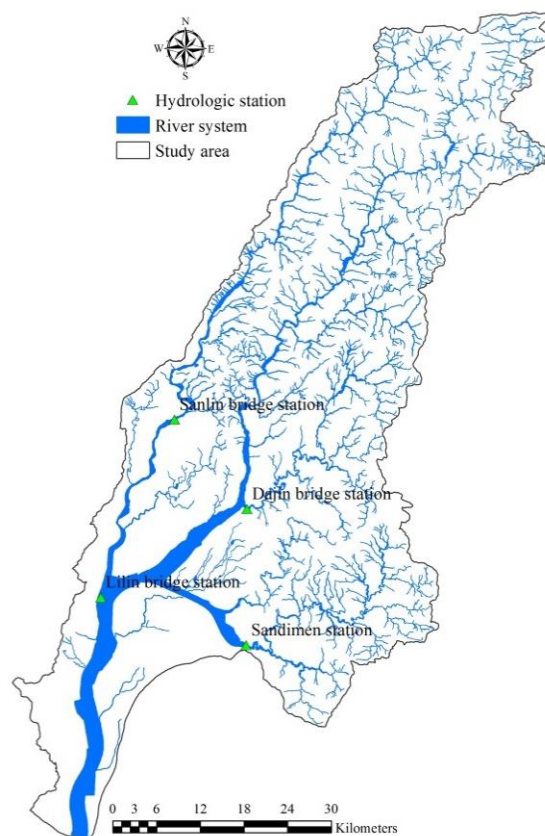 N
W E
S
Hydrologic station
River system
Study area
Sanlin bridge station
Dajin bridge station
Lilin bridge station
Sandimen station
0 3 6 12 18 24 30
Kilometers